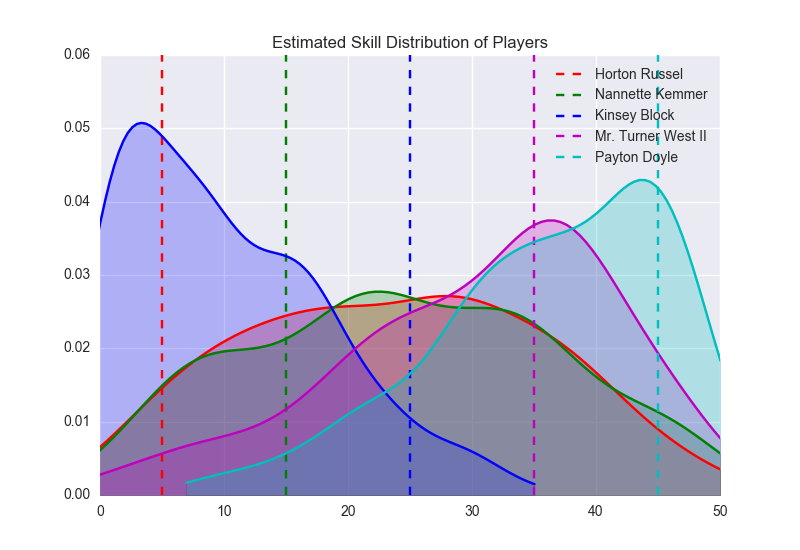 Estimated Skill Distribution of Players
0.06
0.05
0.04
0.03
0.02
0.01
0.00
Horton Russel
Nannette Kemmer
Kinsey Block
Mr. Turner West II
Payton Doyle
0 10 20 30 40 50